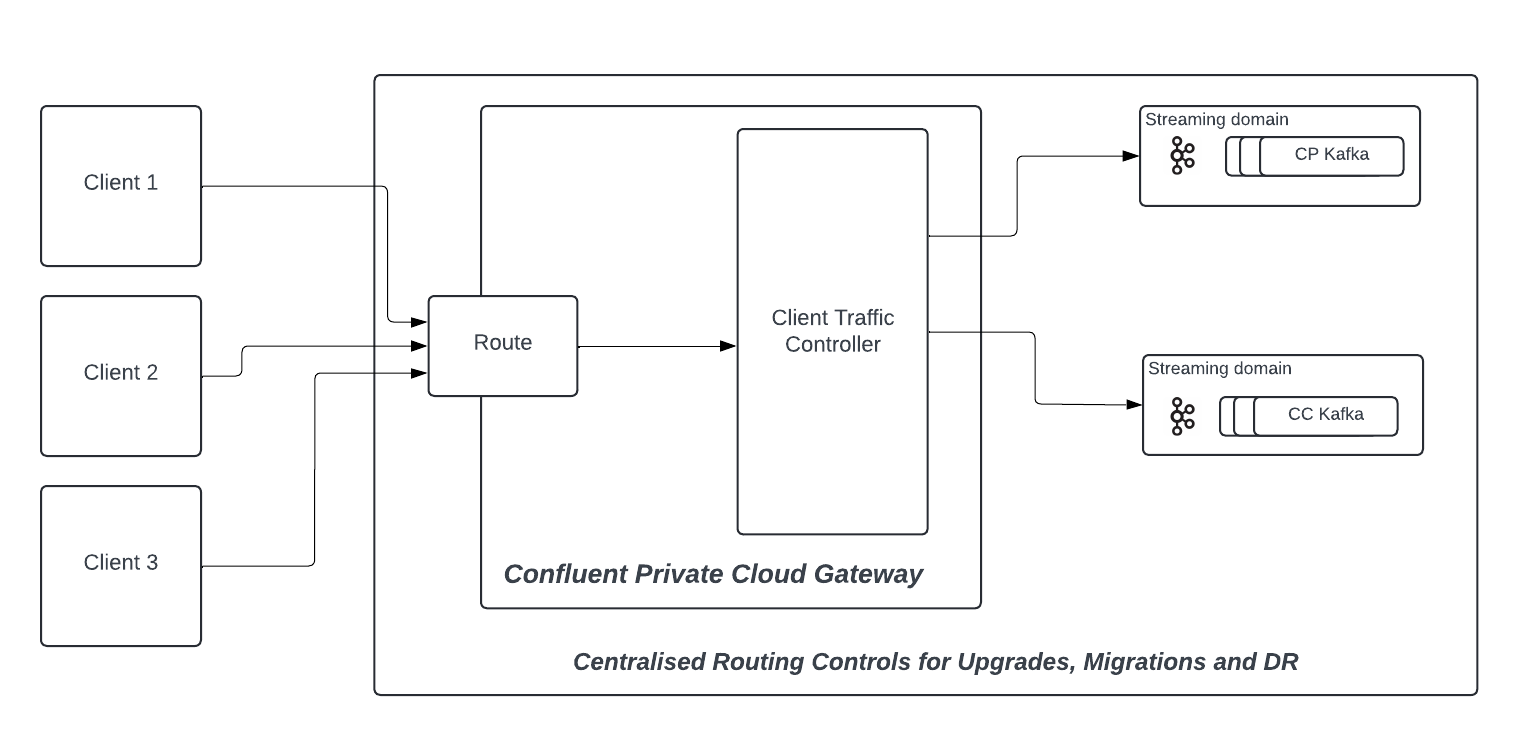 Client 1
Client 2
Client 3
Route
Client Traffic
Controller
Streaming domain
CP Kafka
Streaming domain
CC Kafka
Confluent Private Cloud Gateway
Centralised Routing Controls for Upgrades, Migrations and DR